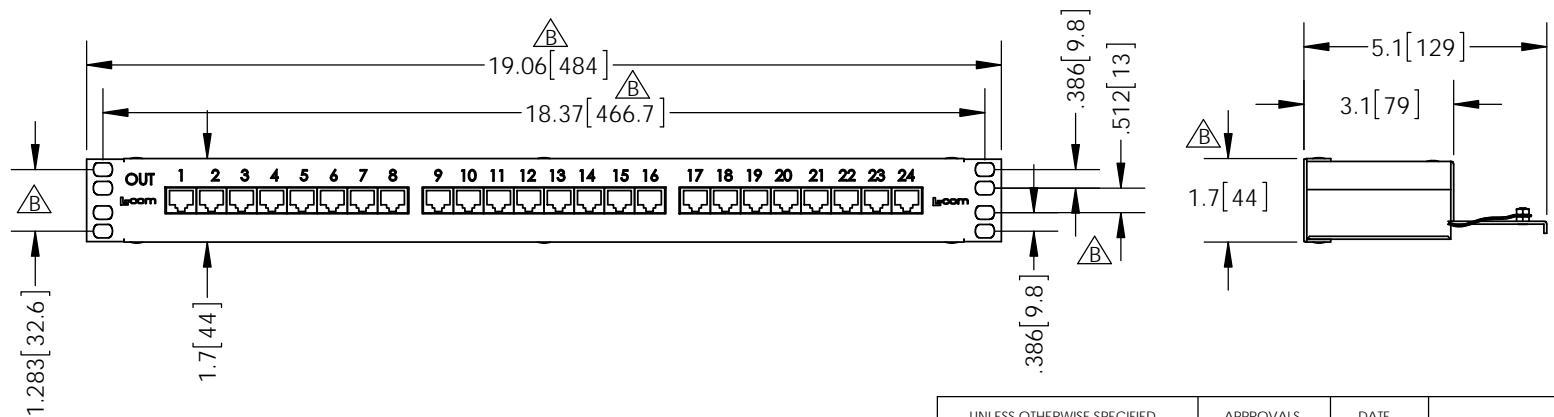 B
19.06[484]
B
18.37[466.7]
.386[9.8]
.512[13]
5.1[129]
3.1[79]
B
1.7[44]
OUT 1 2 3 4 5 6 7 8 9 10 11 12 13 14 15 16 17 18 19 20 21 22 23 24
L-com L-com
B
B
1.283[32.6]
1.7[44]
.386[9.8]
UNLESS OTHERWISE SPECIFIED APPROVALS DATE